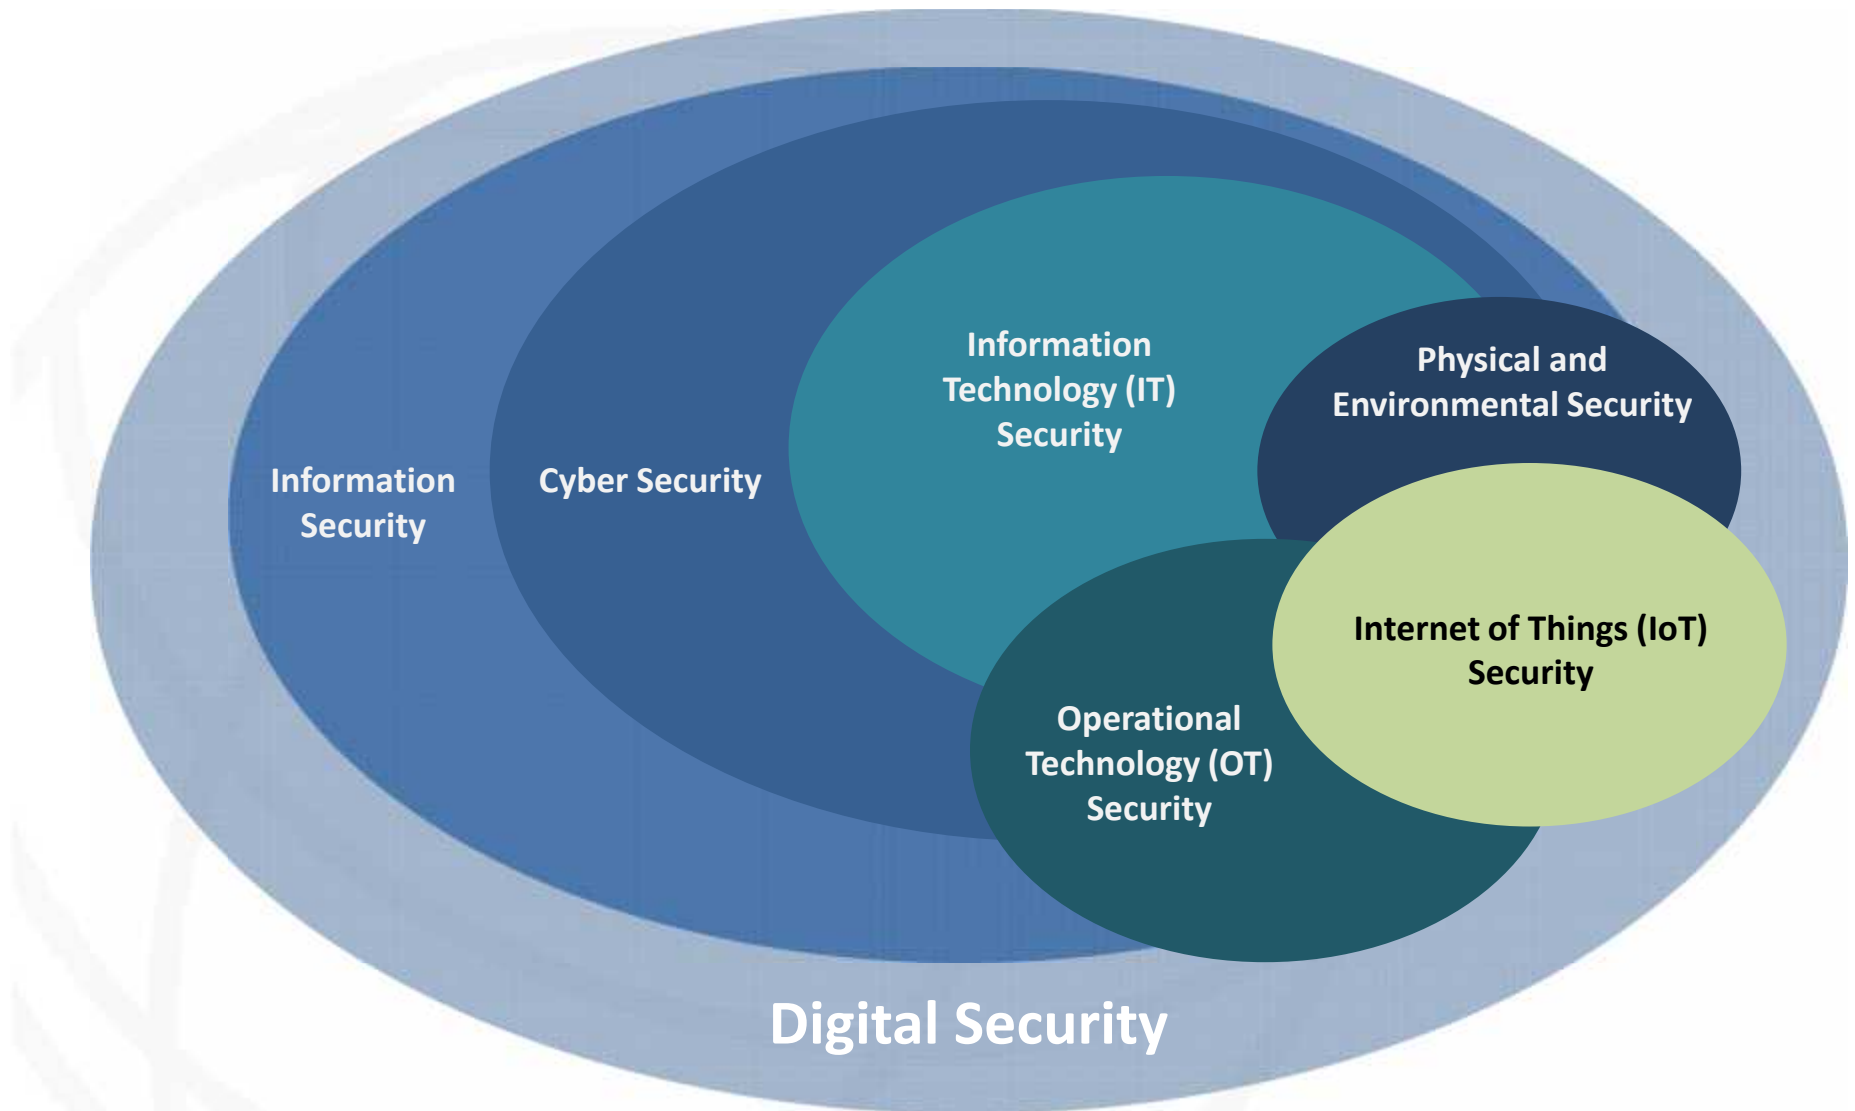 Information
Security
Cyber Security
Information
Technology (IT)
Security
Physical and
Environmental Security
Internet of Things (IoT)
Security
Operational
Technology (OT)
Security
Digital Security